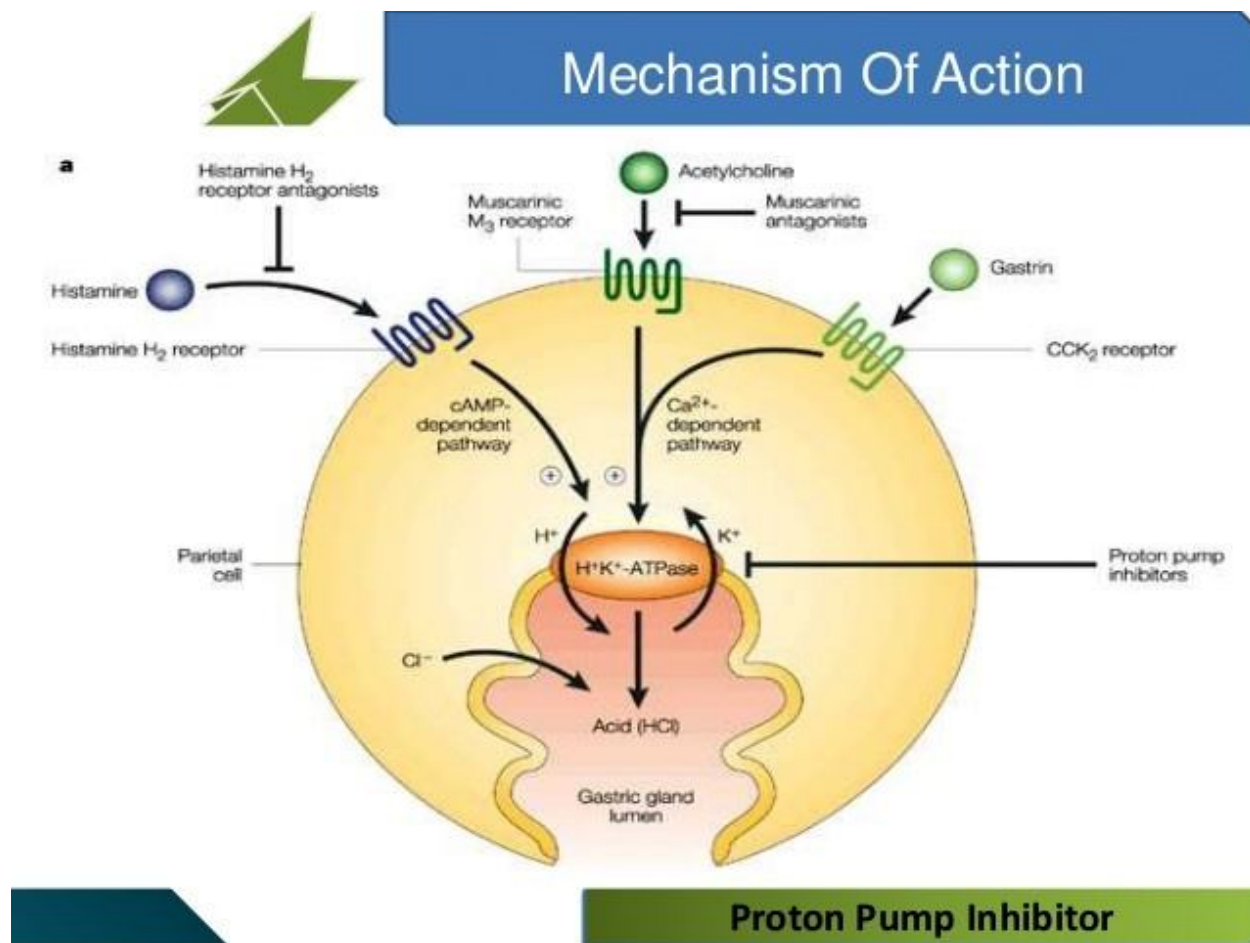 Mechanism Of Action
a
Histamine H₂
receptor antagonists
Acetylcholine
Muscarinic
M₃ receptor
Muscarinic
antagonists
Gastrin
Histamine
Histamine H₂ receptor
CCK₂ receptor
cAMP-
dependent
pathway
Ca²⁺-
dependent
pathway
+
+
H⁺
K⁺
Parietal
cell
H⁺K⁺-ATPase
Proton pump
inhibitors
Cl⁻
Acid (HCl)
Gastric gland
lumen
Proton Pump Inhibitor